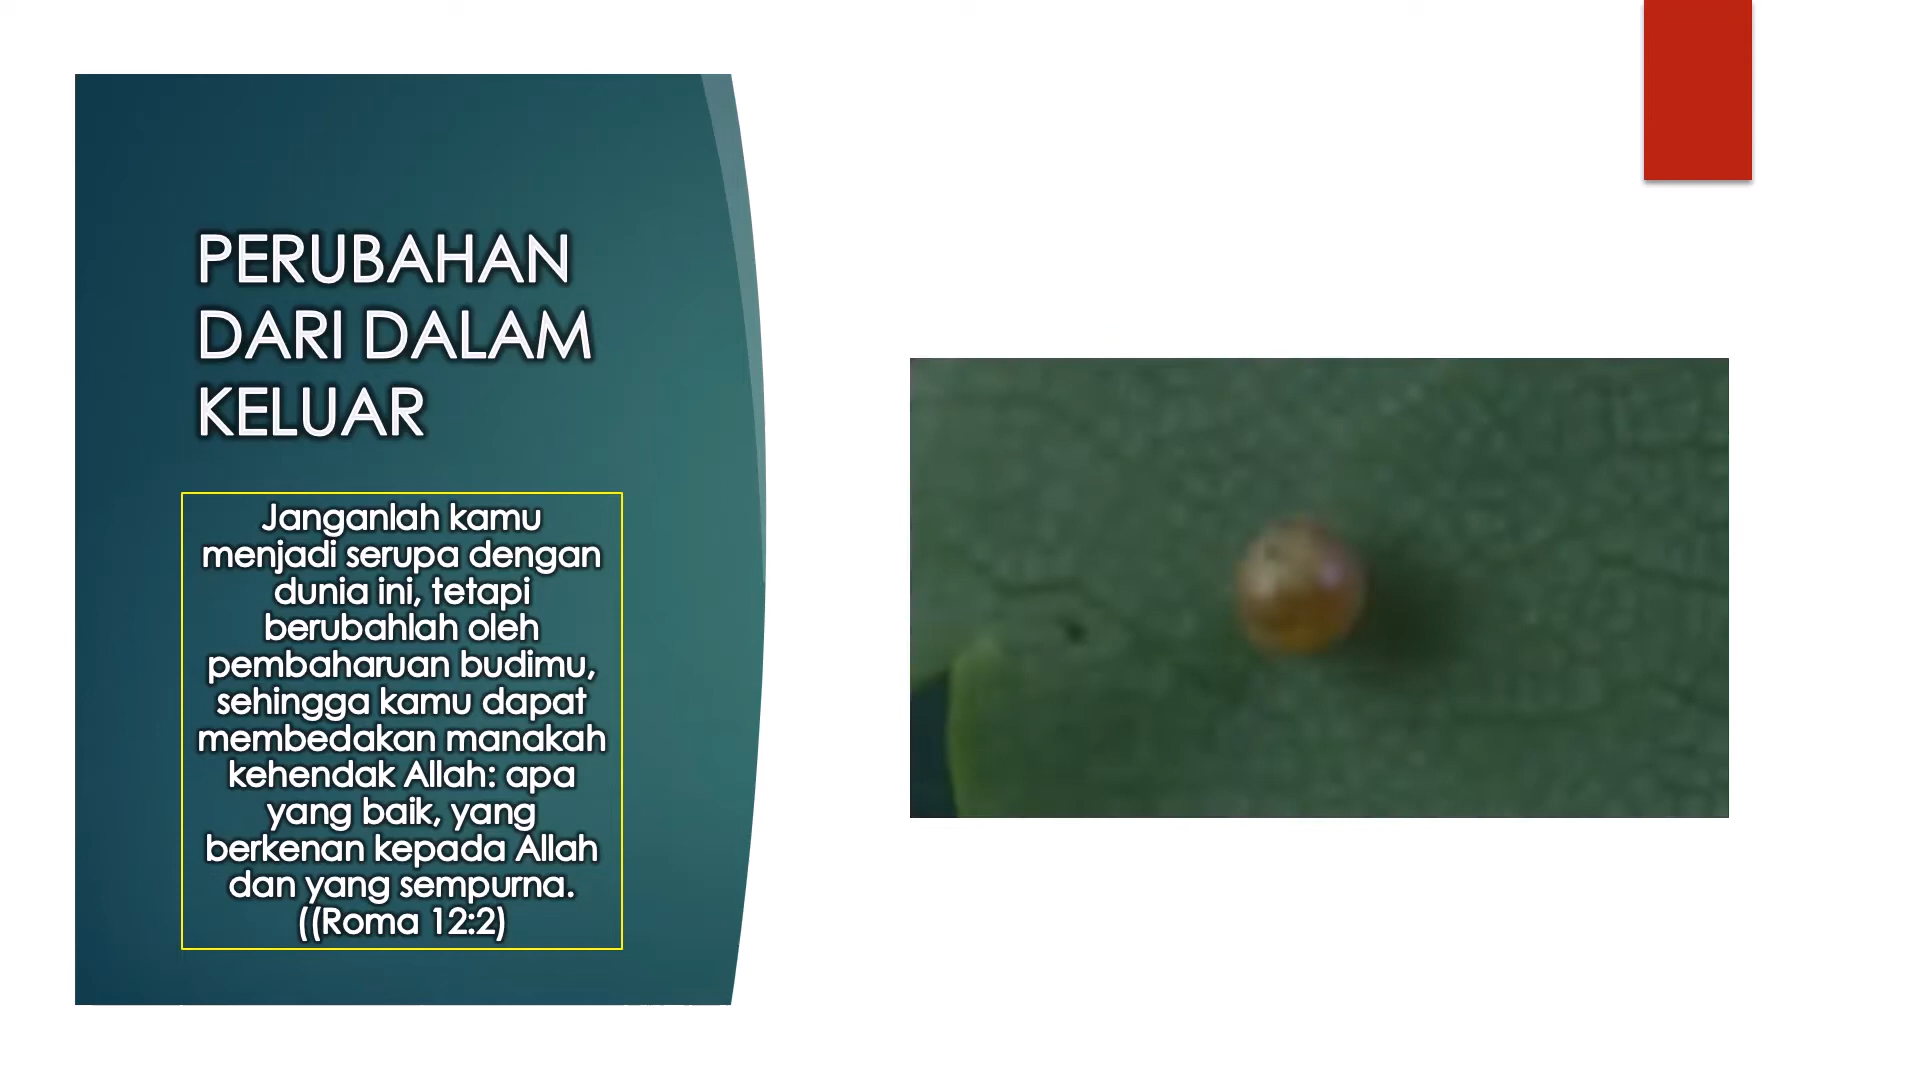 PERUBAHAN
DARI DALAM
KELUAR
Janganlah kamu
menjadi serupa dengan
dunia ini, tetapi
berubahlah oleh
pembaharuan budimu,
sehingga kamu dapat
membedakan manakah
kehendak Allah: apa
yang baik, yang
berkenan kepada Allah
dan yang sempurna.
((Roma 12:2)